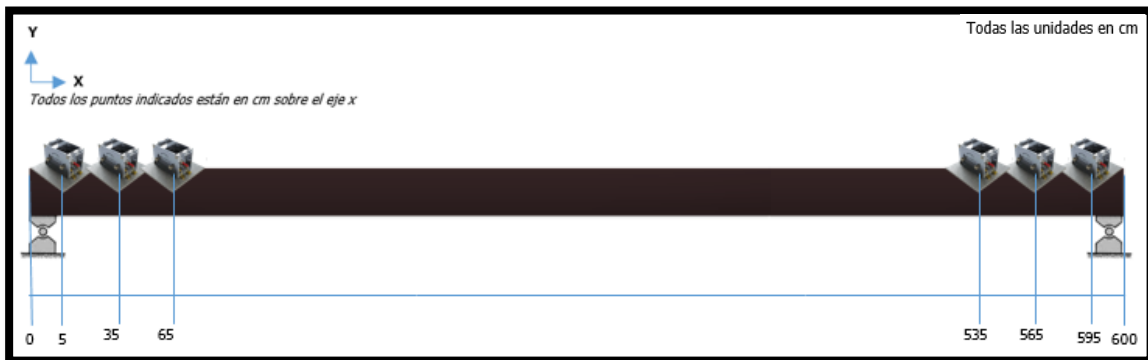 Y
Todas las unidades en cm
X
Todos los puntos indicados están en cm sobre el eje x
0 5 35 65 535 565 595 600